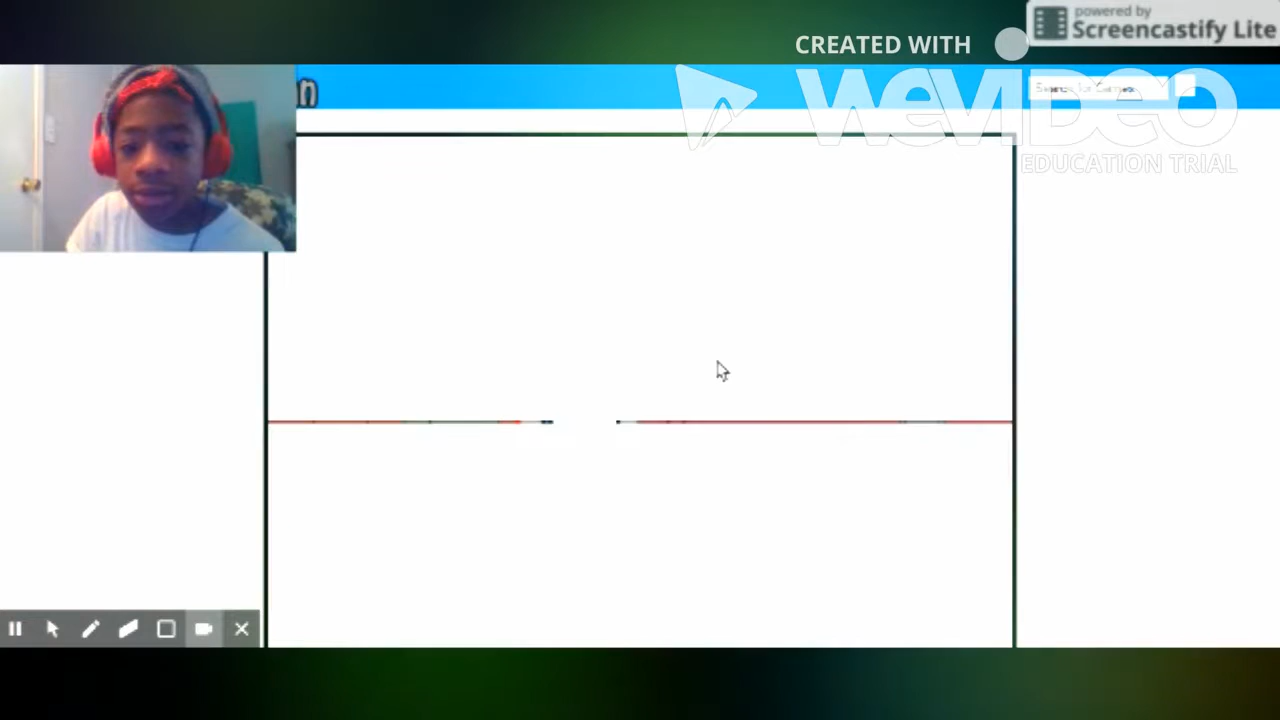 powered by
Screencastify Lite
CREATED WITH
WEVIDEO
EDUCATION TRIAL
n